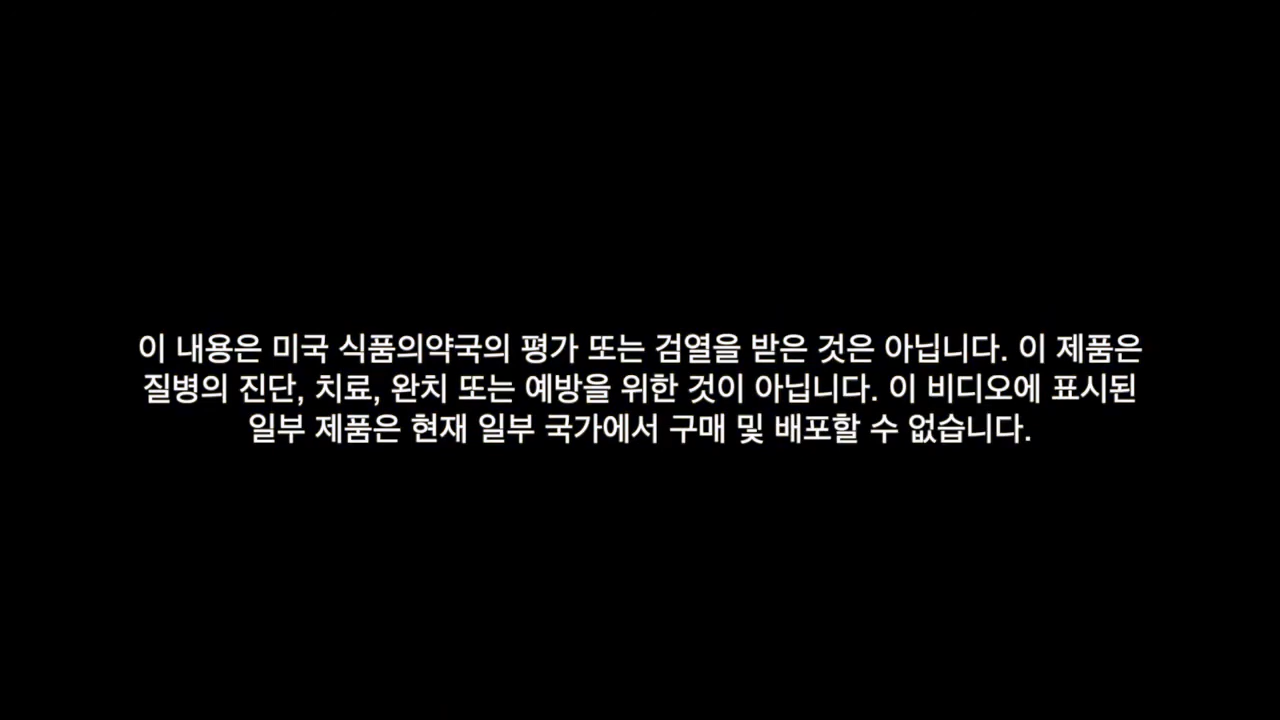 이 내용은 미국 식품의약국의 평가 또는 검열을 받은 것은 아닙니다. 이 제품은
질병의 진단, 치료, 완치 또는 예방을 위한 것이 아닙니다. 이 비디오에 표시된
일부 제품은 현재 일부 국가에서 구매 및 배포할 수 없습니다.